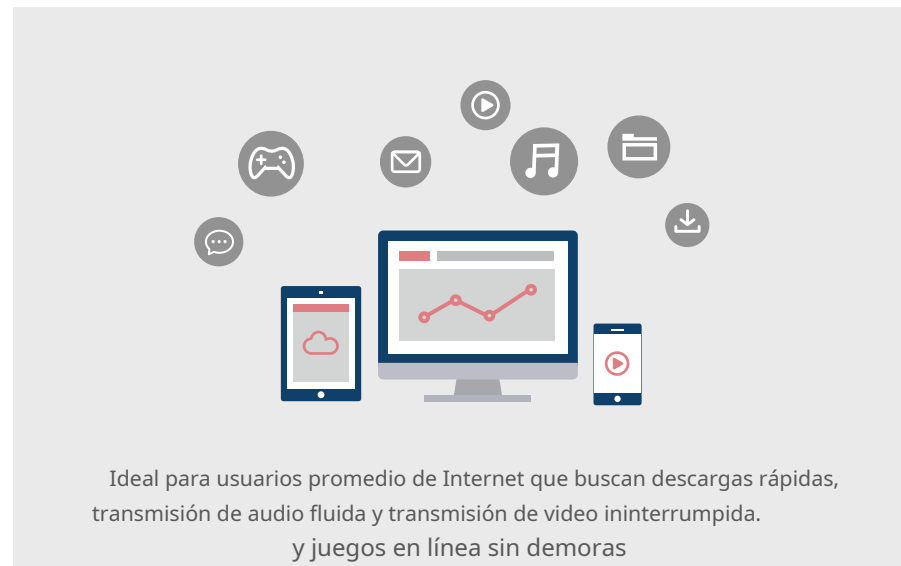 Ideal para usuarios promedio de Internet que buscan descargas rápidas,
transmisión de audio fluida y transmisión de video ininterrumpida.
y juegos en línea sin demoras